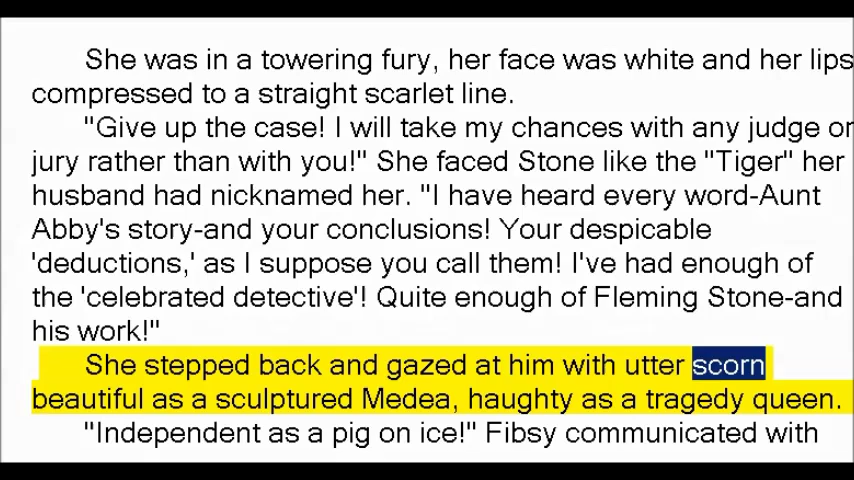 She was in a towering fury, her face was white and her lips
compressed to a straight scarlet line.
"Give up the case! I will take my chances with any judge or
jury rather than with you!" She faced Stone like the "Tiger" her
husband had nicknamed her. "I have heard every word-Aunt
Abby's story-and your conclusions! Your despicable
'deductions,' as I suppose you call them! I've had enough of
the 'celebrated detective'! Quite enough of Fleming Stone-and
his work!"
She stepped back and gazed at him with utter scorn
beautiful as a sculptured Medea, haughty as a tragedy queen.
"Independent as a pig on ice!" Fibsy communicated with